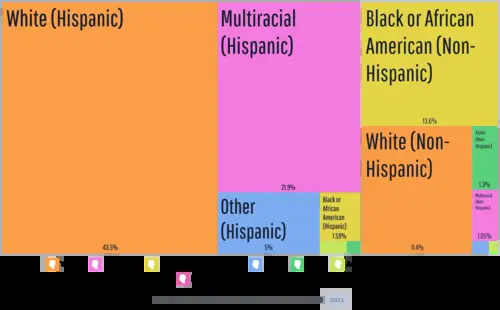 White (Hispanic)
43.5%
Multiracial
(Hispanic)
21.9%
Other
(Hispanic)
5%
Black or
African
American
(Hispanic)
1.59%
Black or African
American (Non-
Hispanic)
13.6%
White (Non-
Hispanic)
11.4%
Asian
(Non-
Hispanic)
1.2%
Multiracial
(Non-
Hispanic)
1.05%
2021